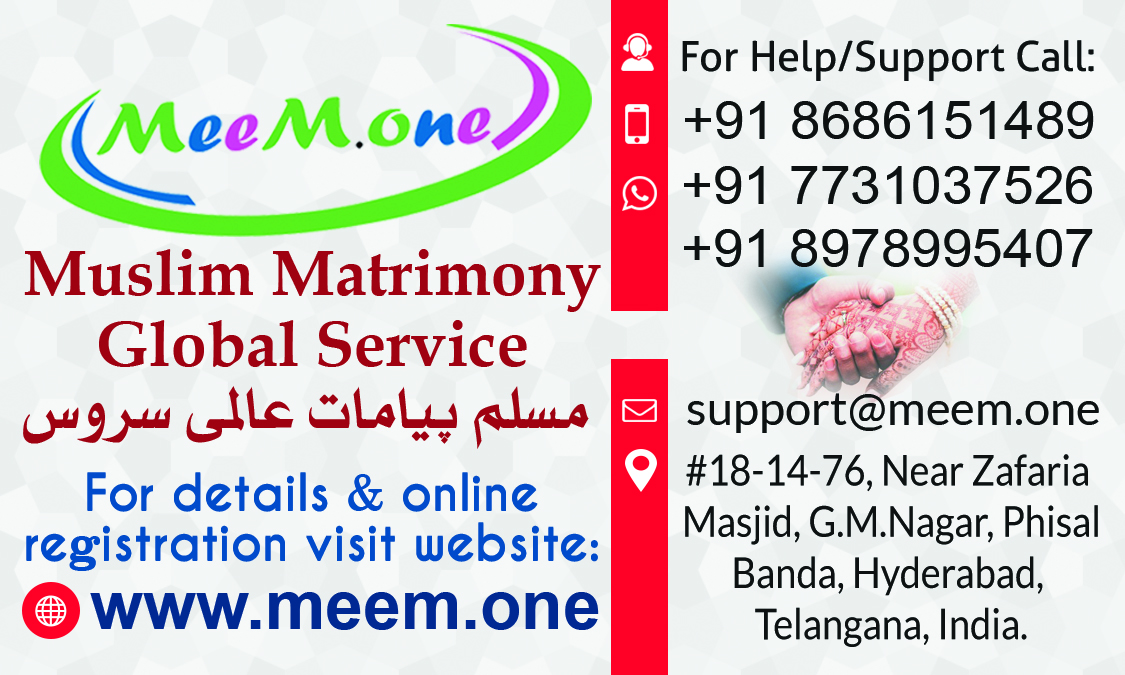 MeeM.one
Muslim Matrimony
Global Service
مسلم پیامات عالمی سروس
For details & online
registration visit website:
www.meem.one
For Help/Support Call:
+91 8686151489
+91 7731037526
+91 8978995407
support@meem.one
#18-14-76, Near Zafaria
Masjid, G.M.Nagar, Phisal
Banda, Hyderabad,
Telangana, India.